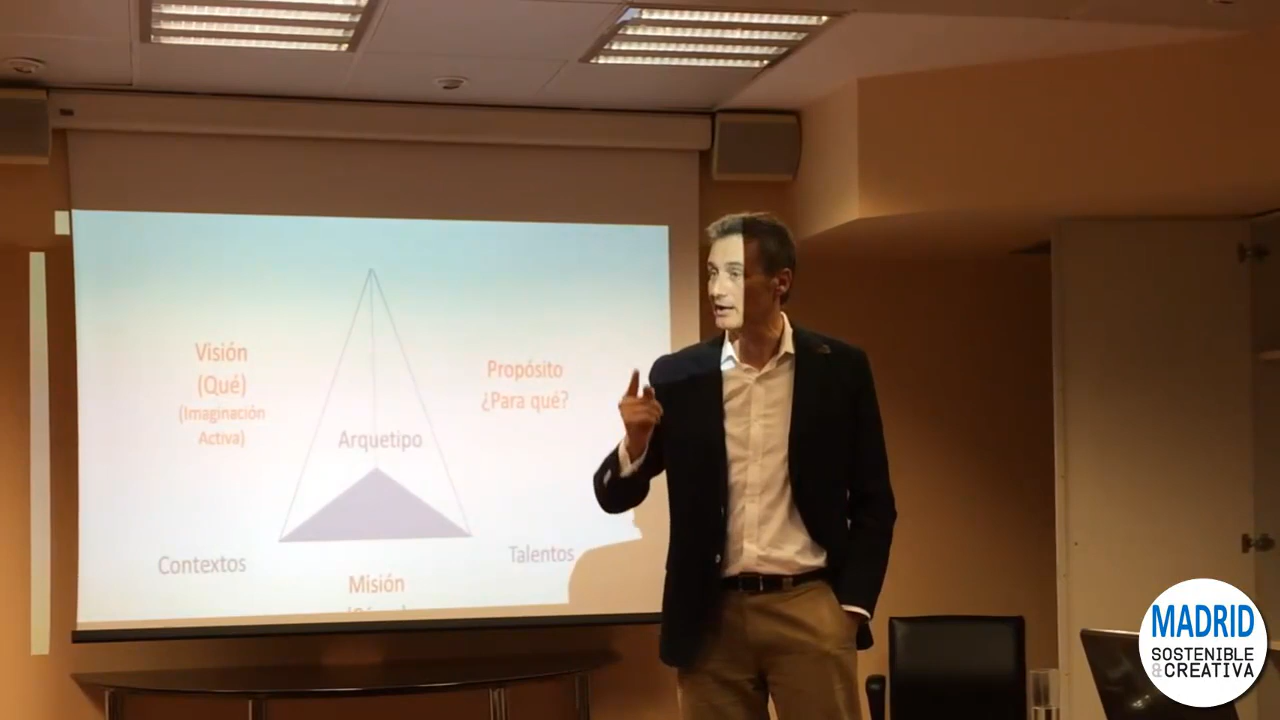 Visión
(Qué)
(Imaginación
Activa)
Propósito
¿Para qué?
Arquetipo
Contextos
Talentos
Misión
MADRID
SOSTENIBLE
&CREATIVA